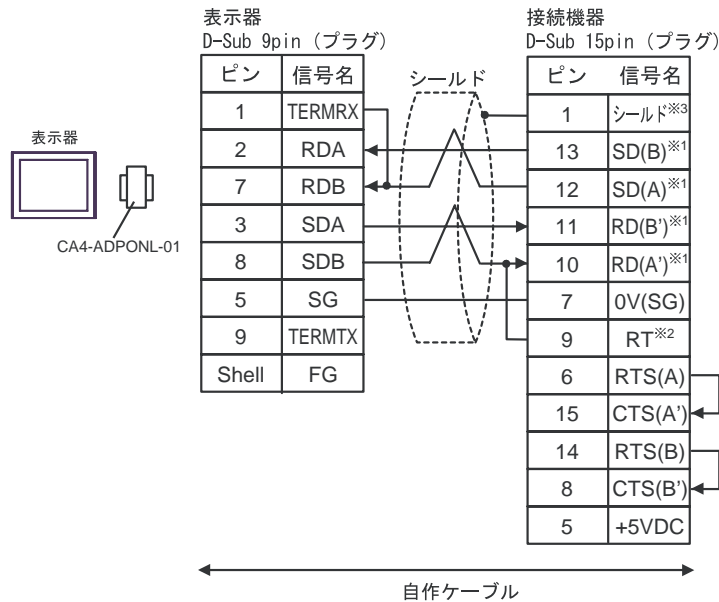 表示器
D-Sub 9pin (プラグ)
ピン 信号名
1 TERMRX
2 RDA
7 RDB
3 SDA
8 SDB
5 SG
9 TERMTX
Shell FG
シールド
接続機器
D-Sub 15pin (プラグ)
ピン 信号名
1 シールド※3
13 SD(B)※1
12 SD(A)※1
11 RD(B')※1
10 RD(A')※1
7 0V(SG)
9 RT※2
6 RTS(A)
15 CTS(A')
14 RTS(B)
8 CTS(B')
5 +5VDC
表示器
CA4-ADPONL-01
自作ケーブル